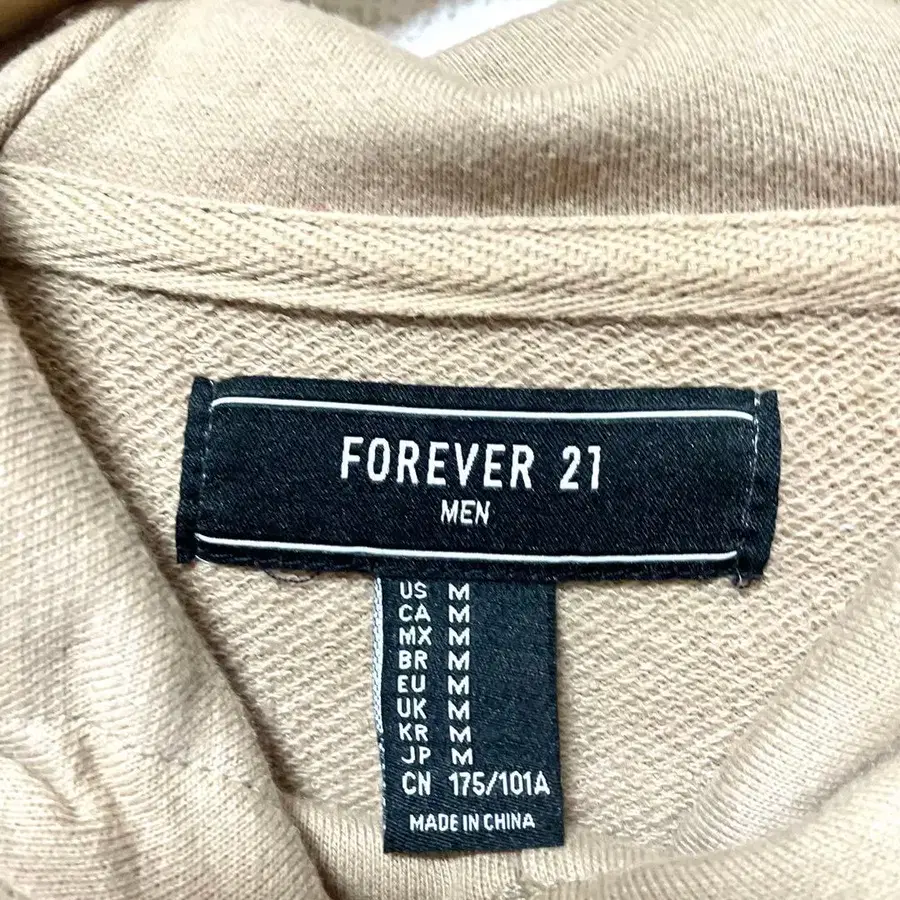 FOREVER 21
MEN
US M
CA M
MX M
BR M
EU M
UK M
KR M
JP M
CN 175/101A
MADE IN CHINA